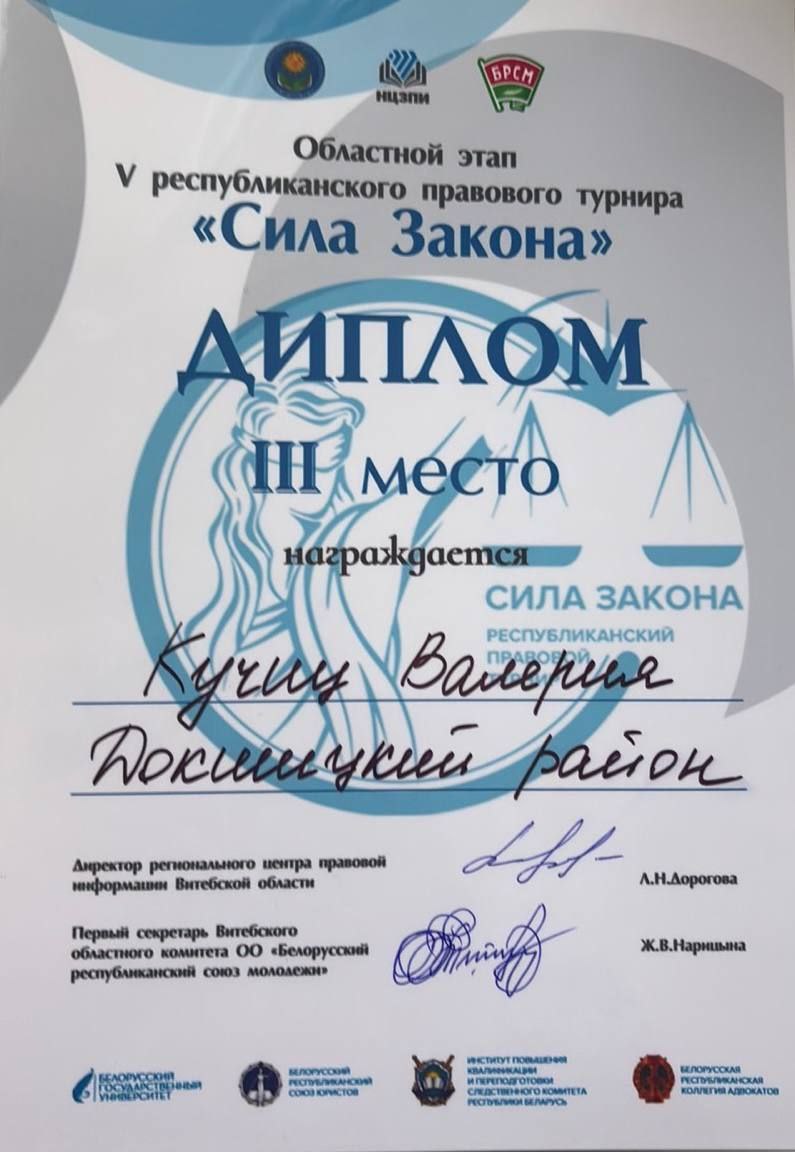 НЦЗПИ
БРСМ
Областной этап
V республиканского правового турнира
«Сила Закона»
ДИПЛОМ
III место
награждается
СИЛА ЗАКОНА
РЕСПУБЛИКАНСКИЙ
ПРАВОВОЙ
Кучиц Валерия
Докшицкий район
Директор регионального центра правовой
информации Витебской области
Л.Н.Дорогова
Первый секретарь Витебского
областного комитета ОО «Белорусский
республиканский союз молодежи»
Ж.В.Нарицына
БЕЛОРУССКИЙ
ГОСУДАРСТВЕННЫЙ
УНИВЕРСИТЕТ
БЕЛОРУССКИЙ
РЕСПУБЛИКАНСКИЙ
СОЮЗ ЮРИСТОВ
ИНСТИТУТ ПОВЫШЕНИЯ
КВАЛИФИКАЦИИ
И ПЕРЕПОДГОТОВКИ
СЛЕДСТВЕННОГО КОМИТЕТА
РЕСПУБЛИКИ БЕЛАРУСЬ
БЕЛОРУССКАЯ
РЕСПУБЛИКАНСКАЯ
КОЛЛЕГИЯ АДВОКАТОВ